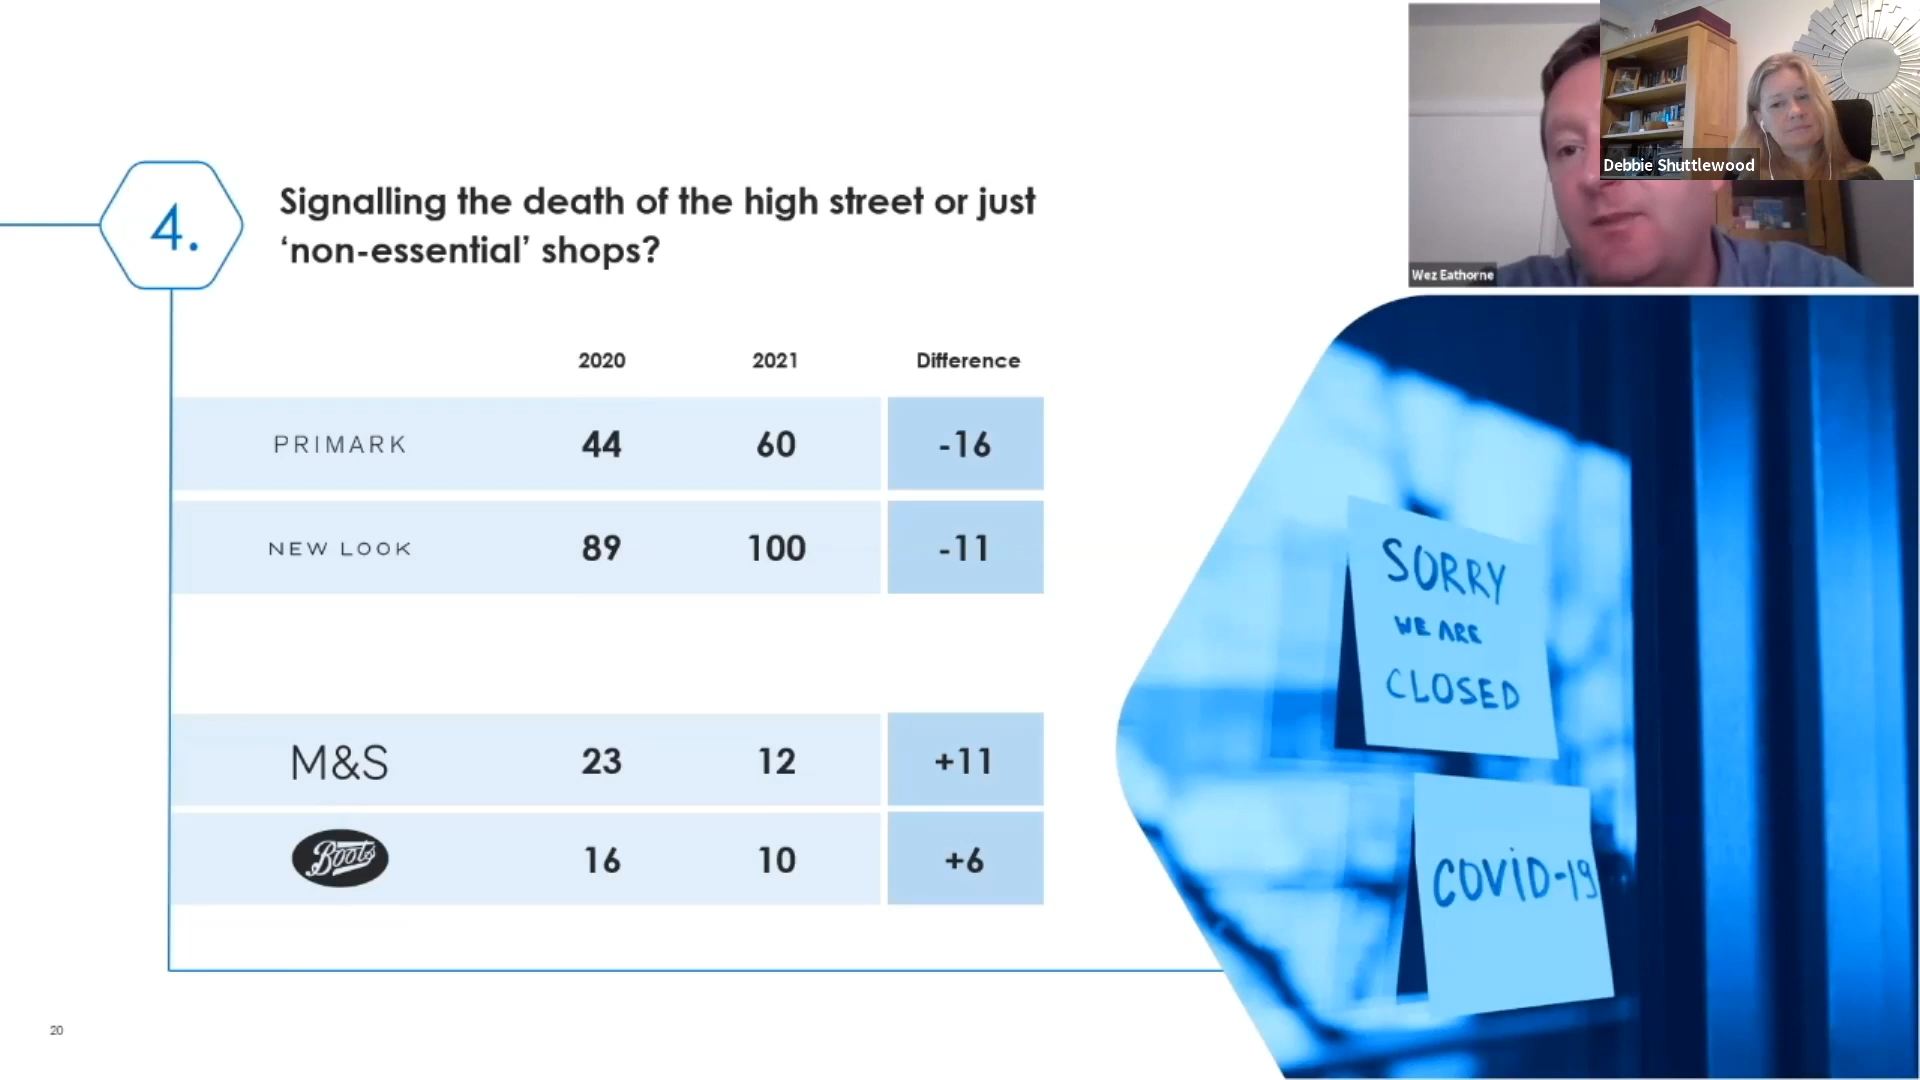 4.
Signalling the death of the high street or just
‘non-essential’ shops?
2020 2021 Difference
PRIMARK 44 60 -16
NEW LOOK 89 100 -11
M&S 23 12 +11
Boots 16 10 +6
20
Debbie Shuttlewood
Wez Eathorne
SORRY
WE ARE
CLOSED
COVID-19